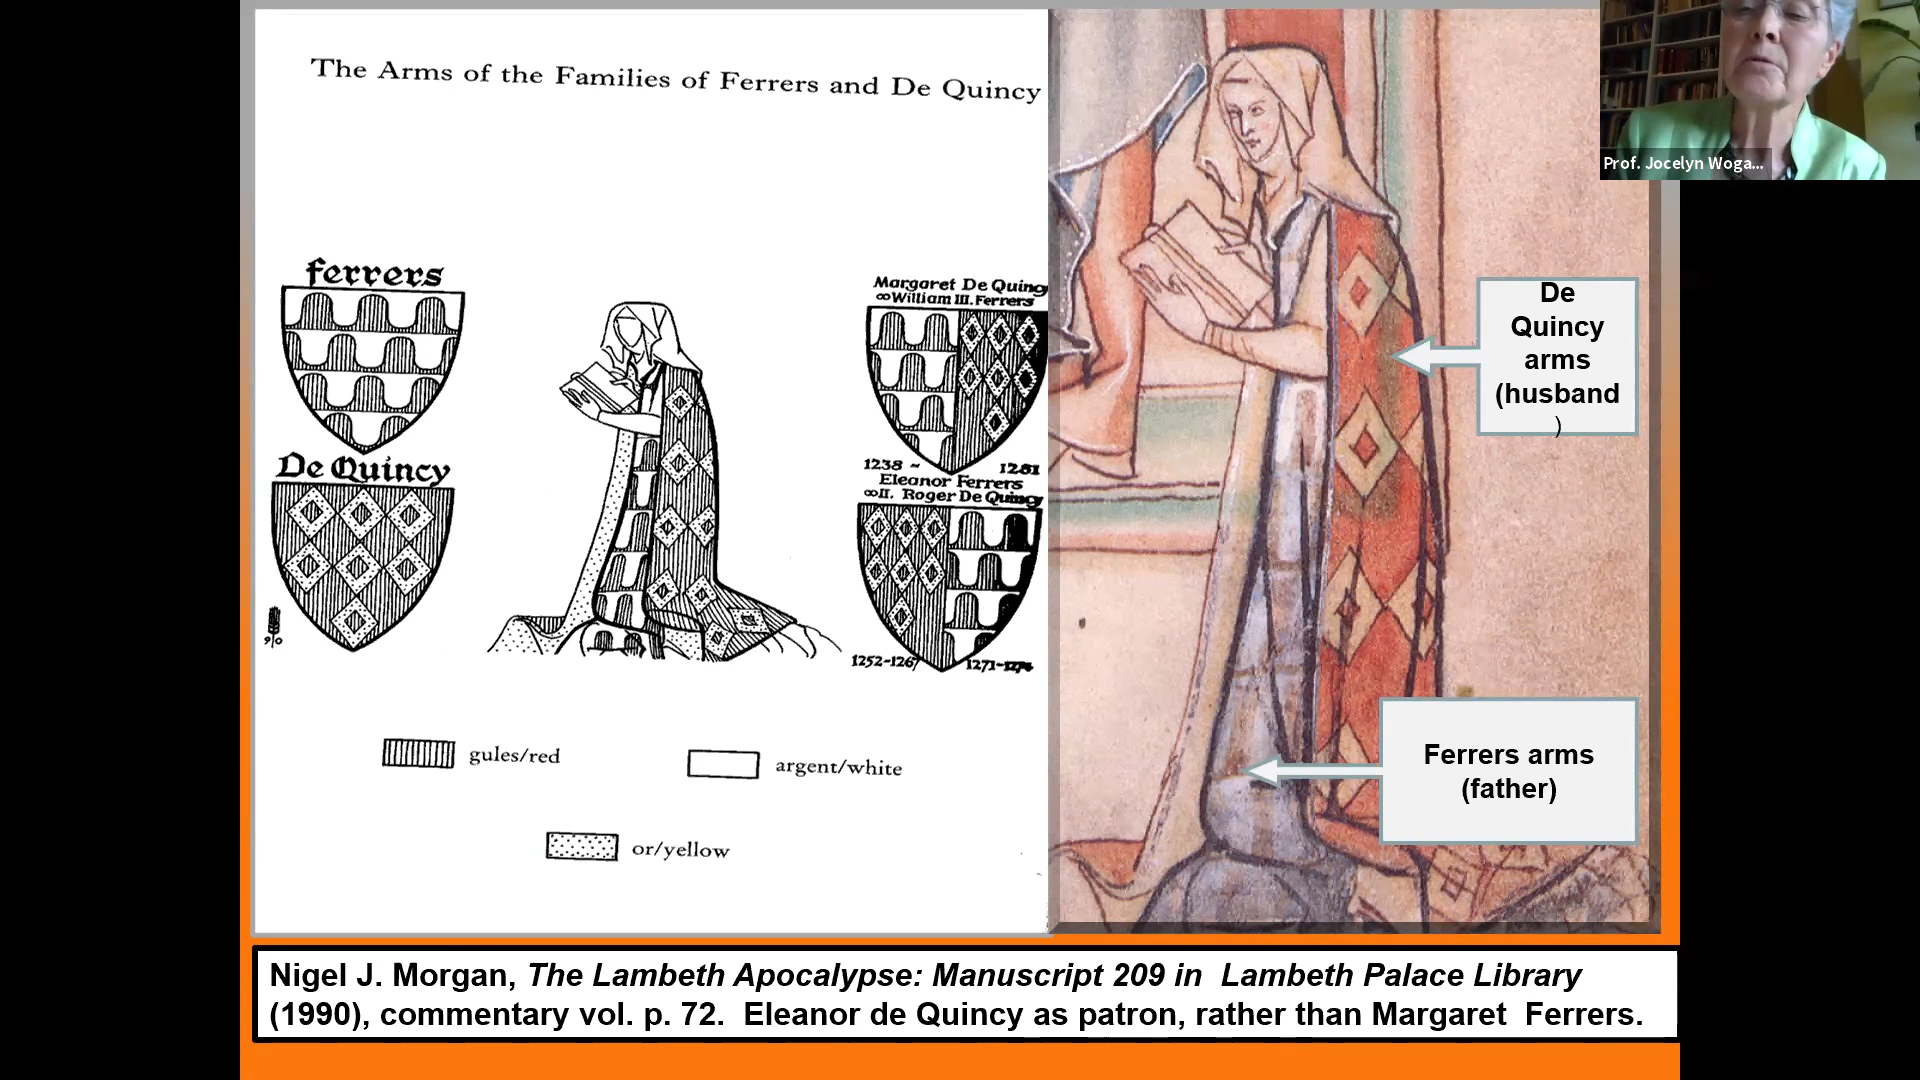 The Arms of the Families of Ferrers and De Quincy
ferrers
De Quincy
Margaret De Quincy
∞William III. Ferrers
1238 ~ 1281
Eleanor Ferrers
∞II. Roger De Quincy
1252-1267 1271-1274
gules/red
argent/white
or/yellow
De
Quincy
arms
(husband
)
Ferrers arms
(father)
Prof. Jocelyn Woga...
Nigel J. Morgan, The Lambeth Apocalypse: Manuscript 209 in Lambeth Palace Library
(1990), commentary vol. p. 72. Eleanor de Quincy as patron, rather than Margaret Ferrers.